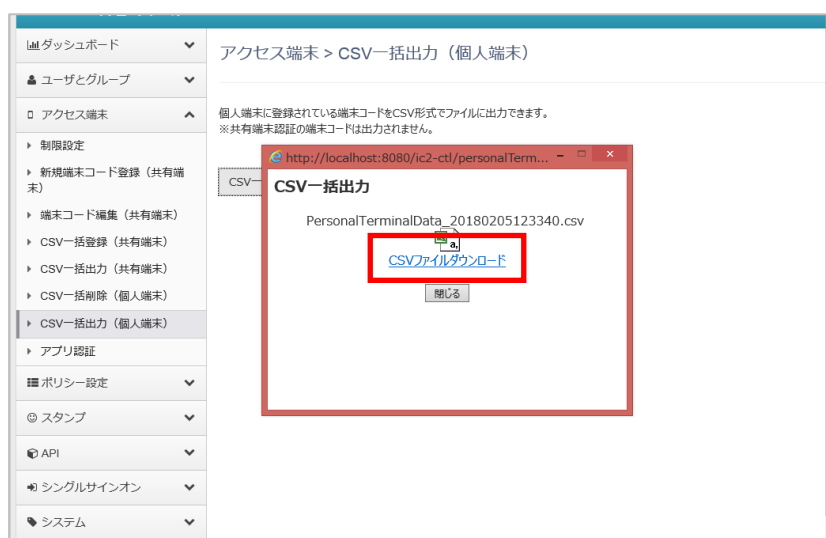 ダッシュボード
ユーザとグループ
アクセス端末
制限設定
新規端末コード登録（共有端
末）
端末コード編集（共有端末）
CSV一括登録（共有端末）
CSV一括出力（共有端末）
CSV一括削除（個人端末）
CSV一括出力（個人端末）
アプリ認証
ポリシー設定
スタンプ
API
シングルサインオン
システム
アクセス端末 > CSV一括出力（個人端末）
個人端末に登録されている端末コードをCSV形式でファイルに出力できます。
※共有端末認証の端末コードは出力されません。
CSV一
http://localhost:8080/ic2-ctl/personalTerm...
CSV一括出力
PersonalTerminalData_20180205123340.csv
a,
CSVファイルダウンロード
閉じる